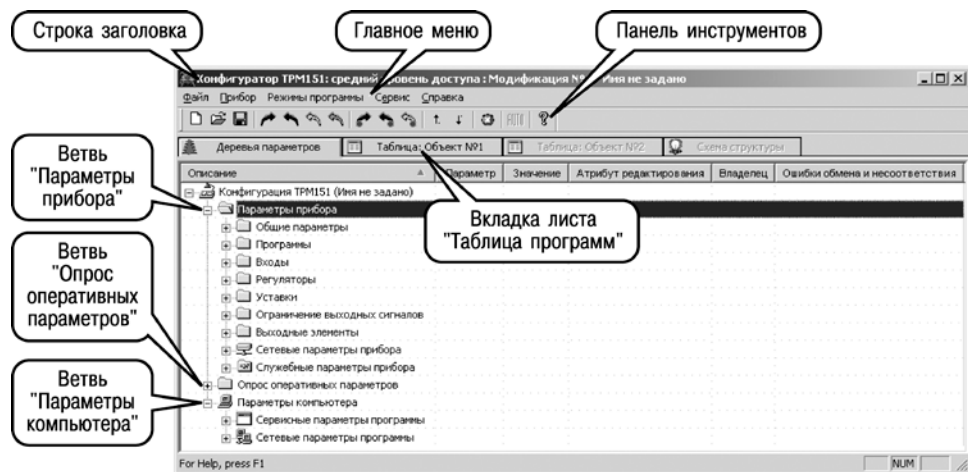 Строка заголовка
Главное меню
Панель инструментов
Конфигуратор ТРМ151: средний уровень доступа : Модификация Имя не задано
Файл Прибор Режимы программы Сервис Справка
Деревья параметров Таблица: Объект №1 Таблица: Объект №2 Схема структуры
Описание Параметр Значение Атрибут редактирования Владелец Ошибки обмена и несоответствия
Ветвь
"Параметры
прибора"
Конфигурация ТРМ151 (Имя не задано)
Параметры прибора
Общие параметры
Программы
Входы
Регуляторы
Уставки
Ограничение выходных сигналов
Выходные элементы
Сетевые параметры прибора
Служебные параметры прибора
Опрос оперативных параметров
Параметры компьютера
Сервисные параметры программы
Сетевые параметры программы
Вкладка листа
"Таблица программ"
Ветвь
"Опрос
оперативных
параметров"
Ветвь
"Параметры
компьютера"
For Help, press F1
NUM